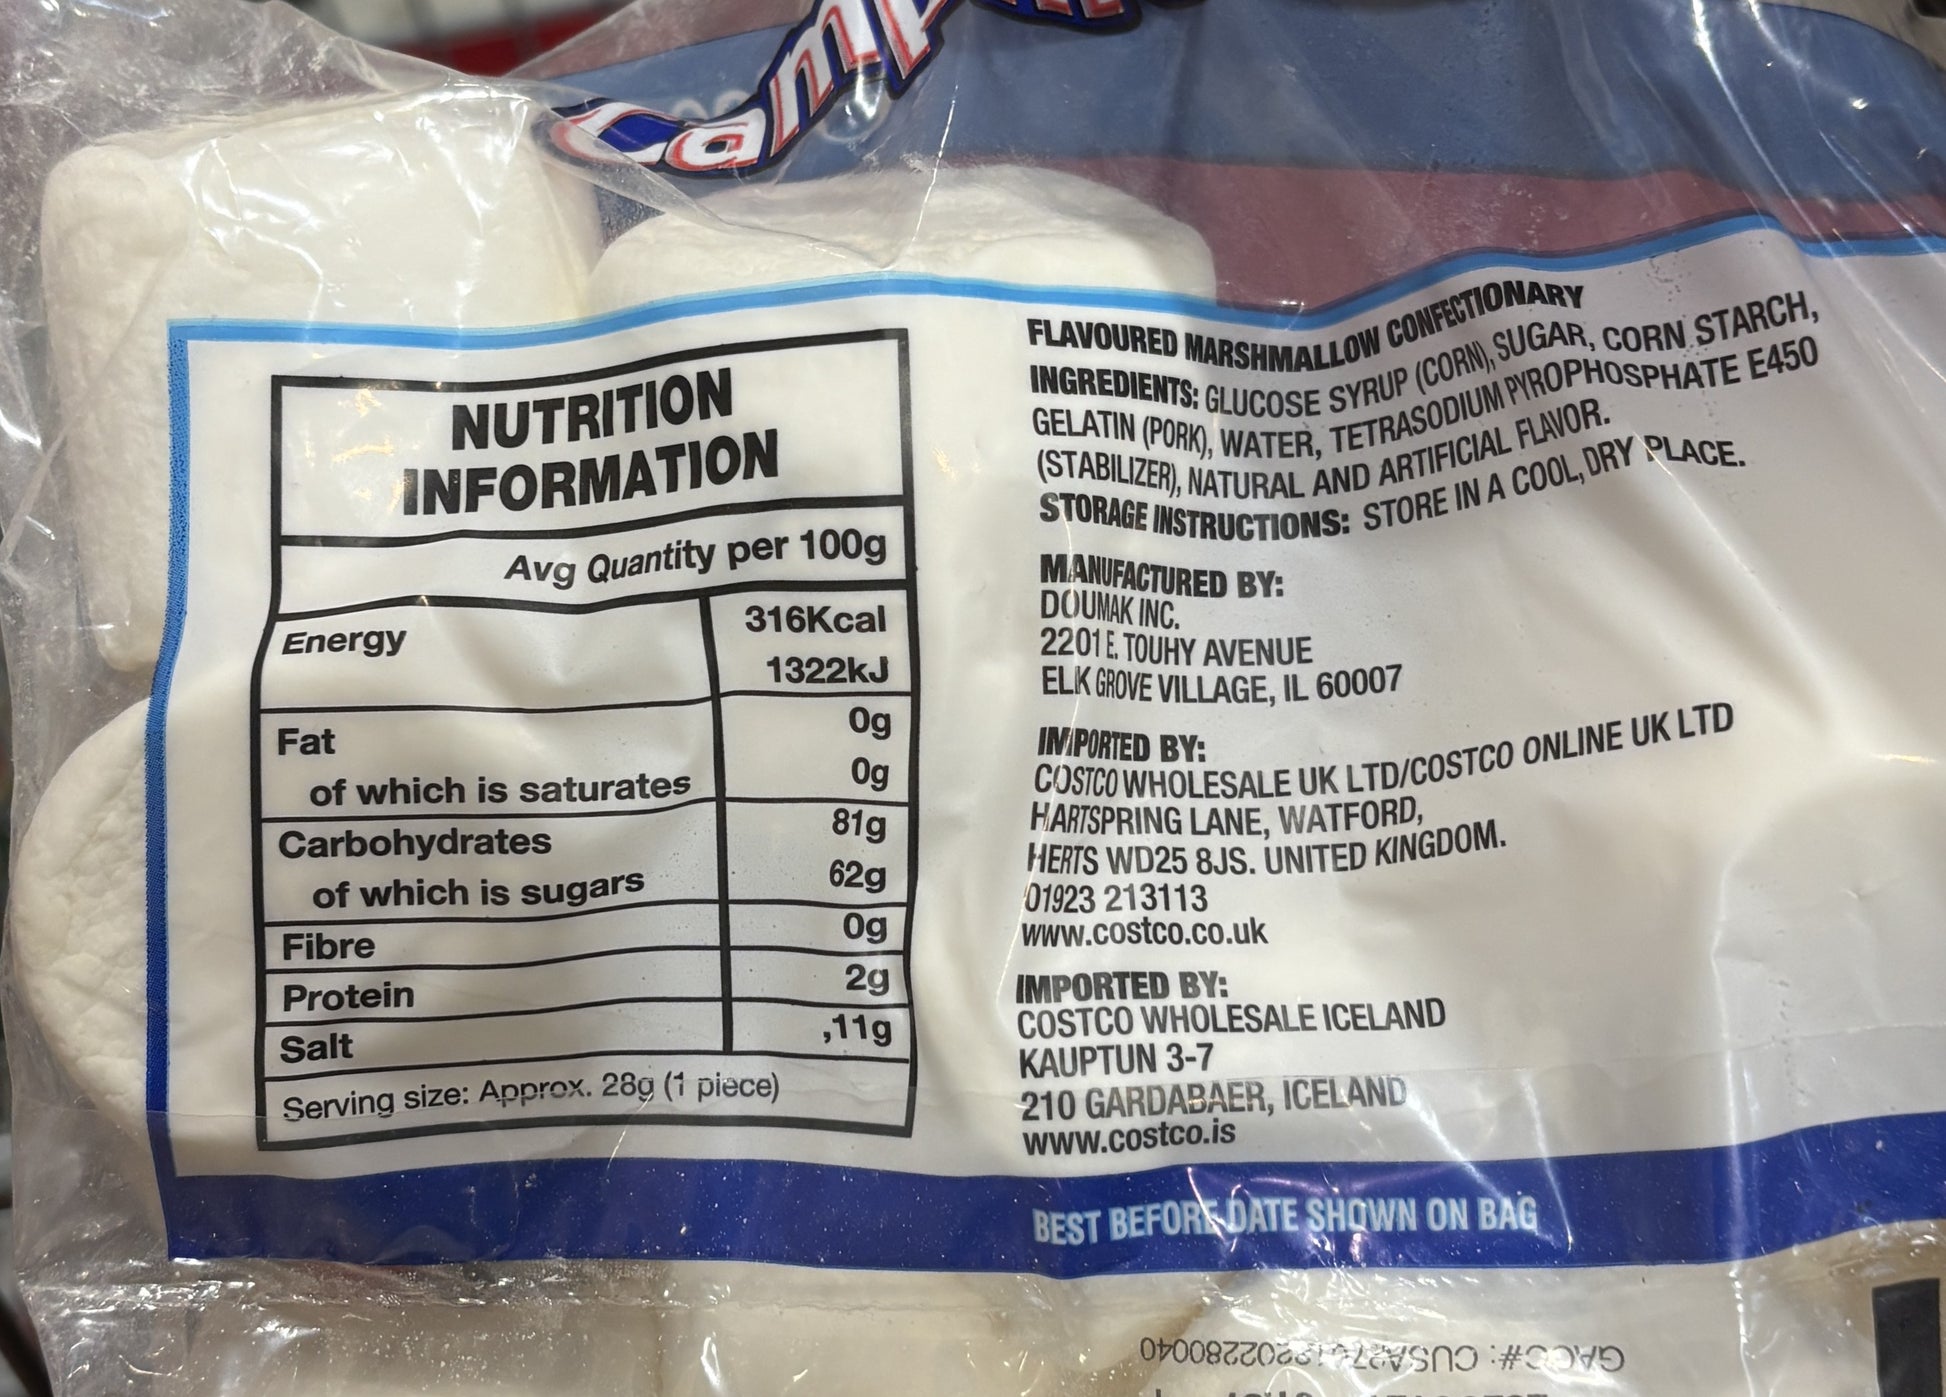 Camp
NUTRITION
INFORMATION
Avg Quantity per 100g
Energy 316Kcal
1322kJ
Fat 0g
of which is saturates 0g
Carbohydrates 81g
of which is sugars 62g
Fibre 0g
Protein 2g
Salt ,11g
Serving size: Approx. 28g (1 piece)
FLAVOURED MARSHMALLOW CONFECTIONARY
INGREDIENTS: GLUCOSE SYRUP (CORN), SUGAR, CORN STARCH,
GELATIN (PORK), WATER, TETRASODIUM PYROPHOSPHATE E450
(STABILIZER), NATURAL AND ARTIFICIAL FLAVOR.
STORAGE INSTRUCTIONS: STORE IN A COOL, DRY PLACE.
MANUFACTURED BY:
DOUMAK INC.
2201 E. TOUHY AVENUE
ELK GROVE VILLAGE, IL 60007
IMPORTED BY:
COSTCO WHOLESALE UK LTD/COSTCO ONLINE UK LTD
HARTSPRING LANE, WATFORD,
HERTS WD25 8JS. UNITED KINGDOM.
01923 213113
www.costco.co.uk
IMPORTED BY:
COSTCO WHOLESALE ICELAND
KAUPTUN 3-7
210 GARDABAER, ICELAND
www.costco.is
BEST BEFORE DATE SHOWN ON BAG
GACC#: